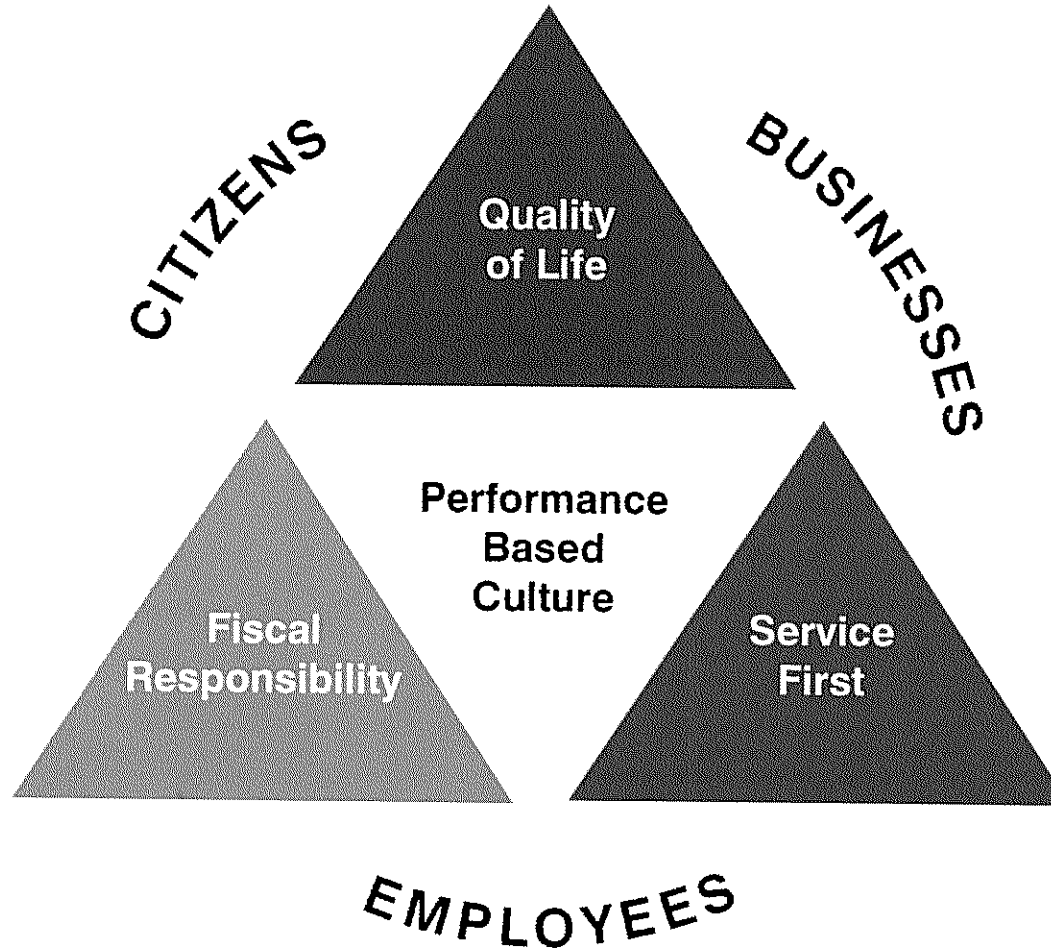 CITIZENS
BUSINESSES
Quality
of Life
Performance
Based
Culture
Fiscal
Responsibility
Service
First
EMPLOYEES